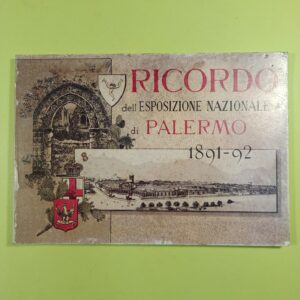 RICORDO
dell'ESPOSIZIONE NAZIONALE
di PALERMO
1891-92